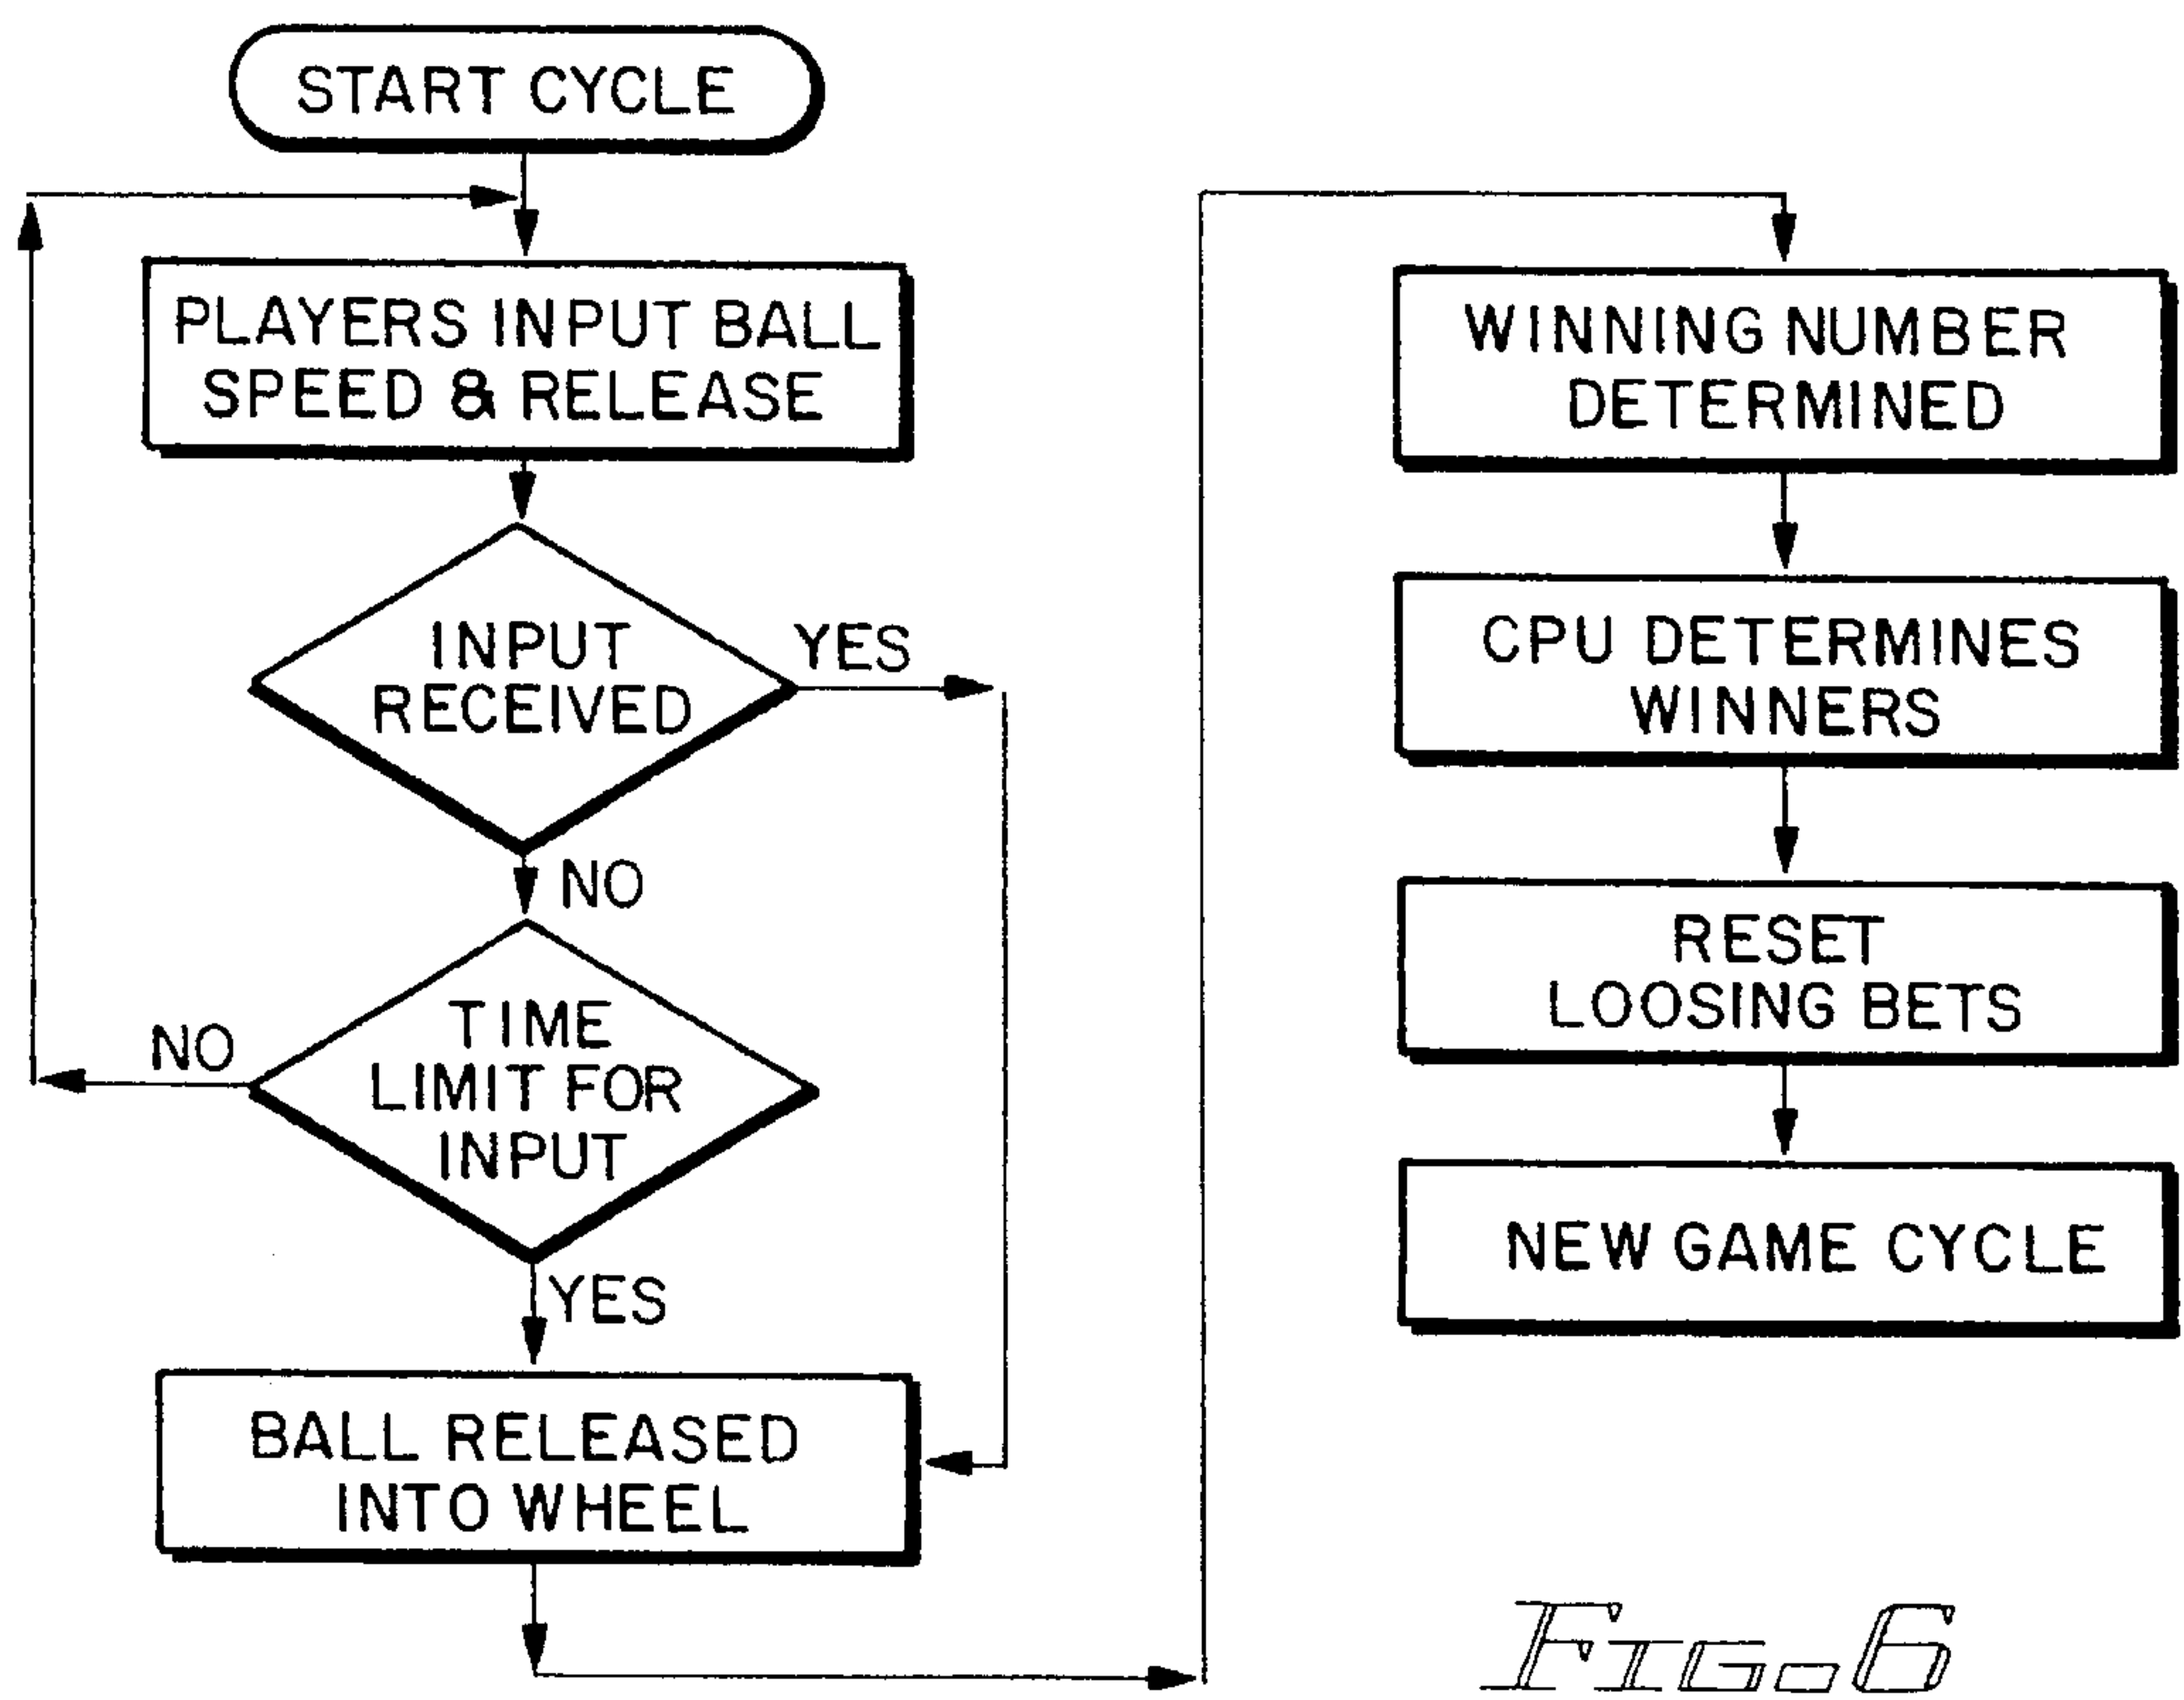 START CYCLE
PLAYERS INPUT BALL
SPEED & RELEASE
INPUT
RECEIVED
YES
NO
TIME
LIMIT FOR
INPUT
NO
YES
BALL RELEASED
INTO WHEEL
WINNING NUMBER
DETERMINED
CPU DETERMINES
WINNERS
RESET
LOOSING BETS
NEW GAME CYCLE
FIG. 6